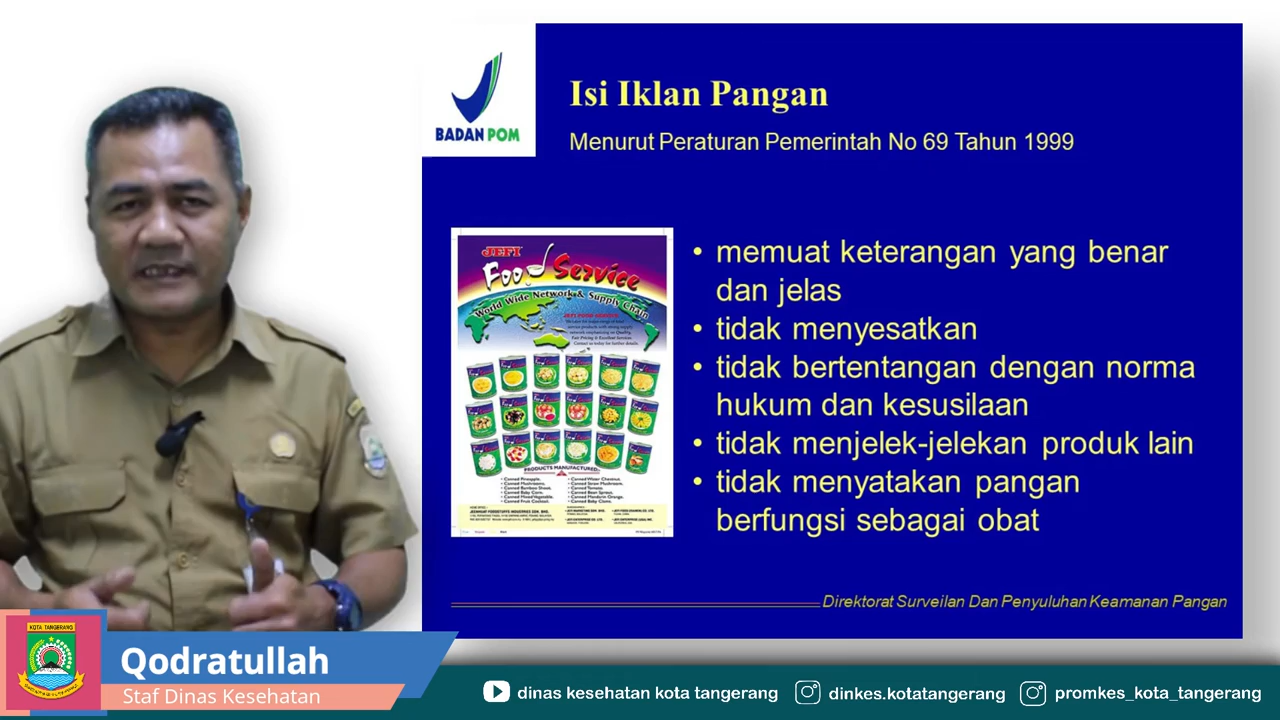 BADAN POM
Isi Iklan Pangan
Menurut Peraturan Pemerintah No 69 Tahun 1999
JEFI
Food Service
World Wide Network & Supply Chain
JEFI FOOD SERVICE
PRODUCTS MANUFACTURED:
• memuat keterangan yang benar
dan jelas
• tidak menyesatkan
• tidak bertentangan dengan norma
hukum dan kesusilaan
• tidak menjelek-jelekan produk lain
• tidak menyatakan pangan
berfungsi sebagai obat
Direktorat Surveilan Dan Penyuluhan Keamanan Pangan
KOTA TANGERANG
Qodratullah
Staf Dinas Kesehatan
dinas kesehatan kota tangerang
dinkes.kotatangerang
promkes_kota_tangerang